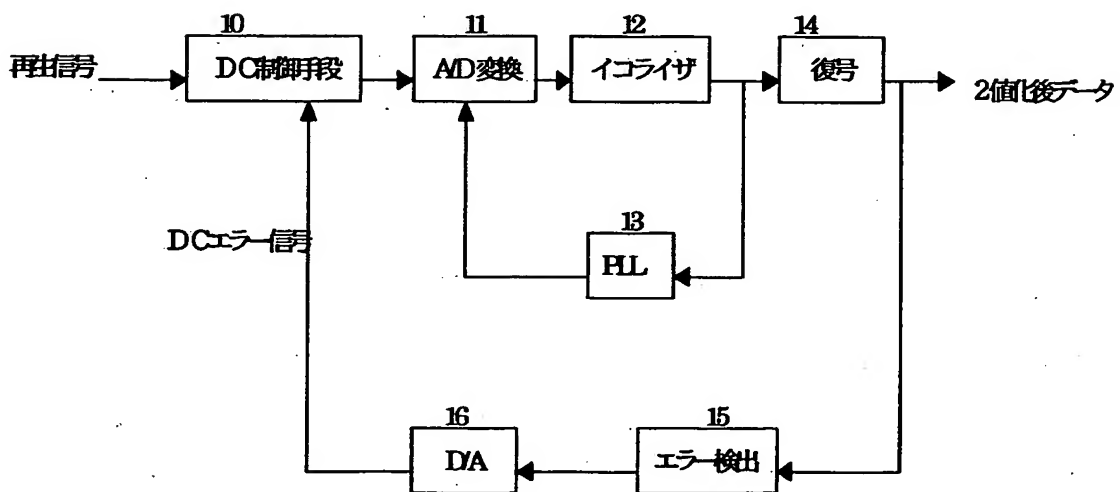 10
11
12
14
再生信号
DC制御手段
A/D変換
イコライザ
復号
2値化後データ
13
PLL
DCエラー信号
16
15
D/A
エラー検出